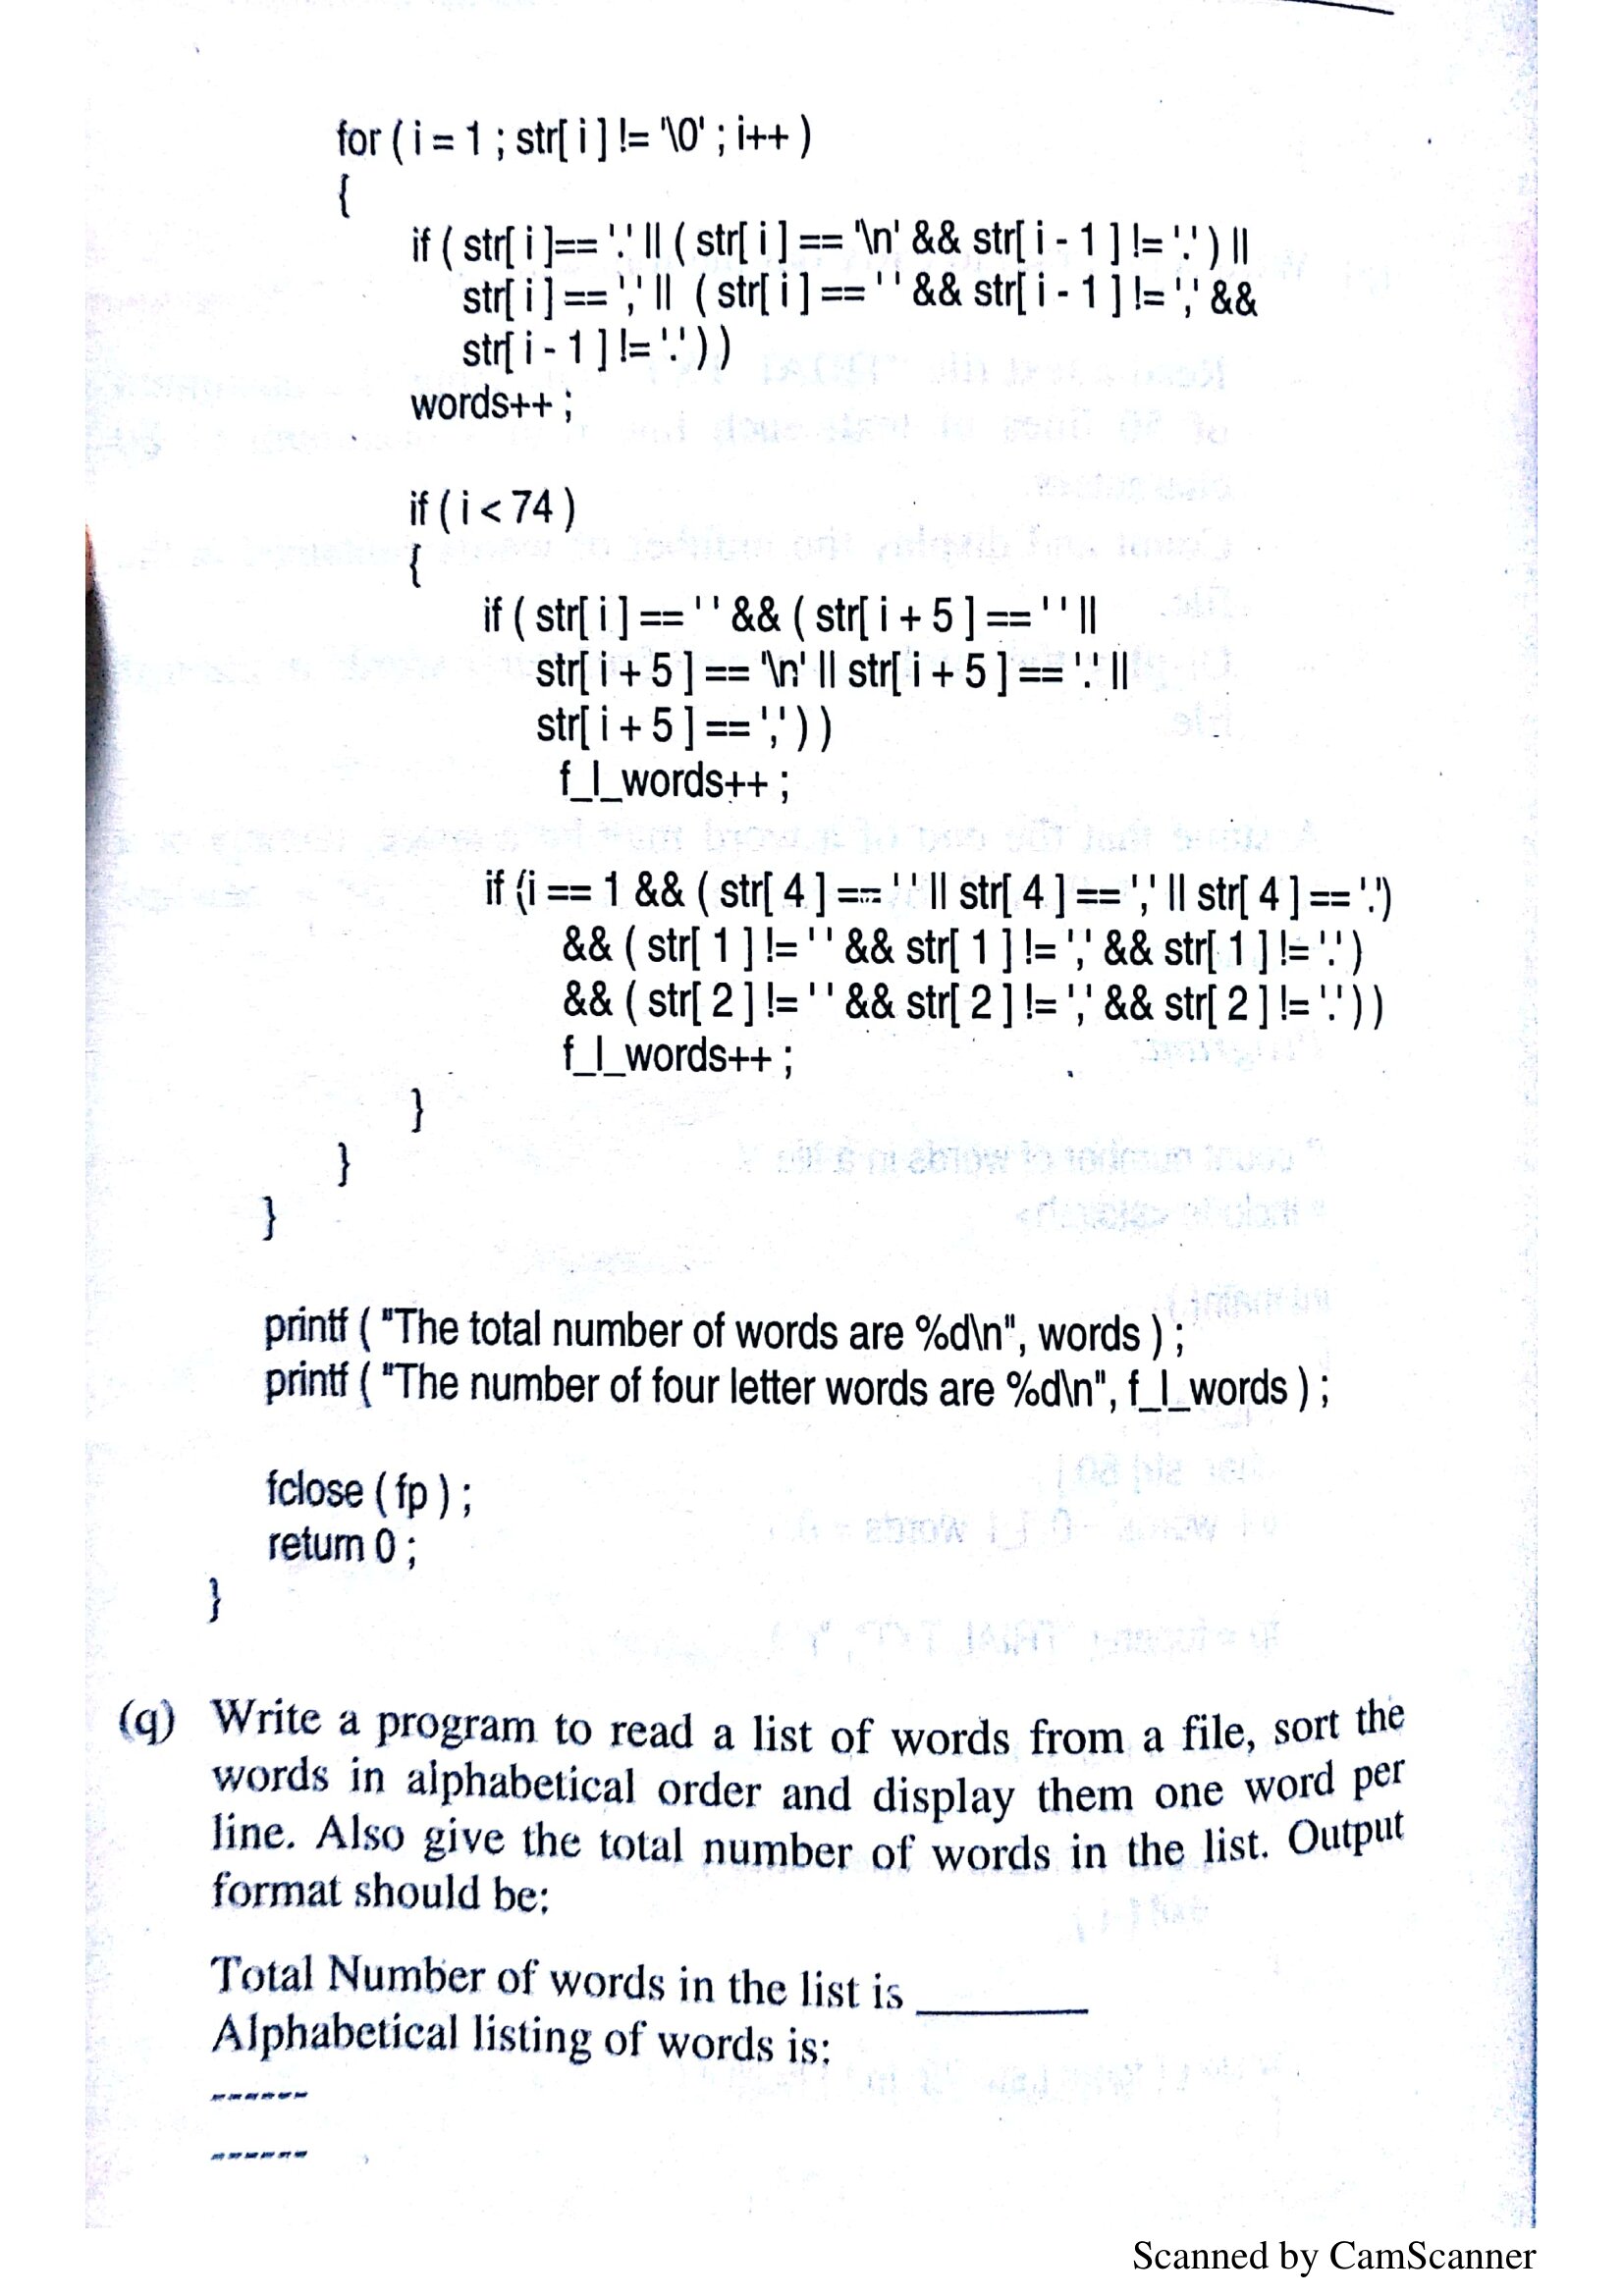 for ( i = 1 ; str[ i ] != '\0' ; i++ )
{
if ( str[ i ]== '.' || ( str[ i ] == '\n' && str[ i - 1 ] != '.' ) ||
str[ i ] == ',' || ( str[ i ] == ' ' && str[ i - 1 ] != ',' &&
str[ i - 1 ] != '.' ) )
words++ ;
if ( i < 74 )
{
if ( str[ i ] == ' ' && ( str[ i + 5 ] == ' ' ||
str[ i + 5 ] == '\n' || str[ i + 5 ] == '.' ||
str[ i + 5 ] == ',' ) )
f_l_words++ ;
if (i == 1 && ( str[ 4 ] == ' ' || str[ 4 ] == ',' || str[ 4 ] == '.')
&& ( str[ 1 ] != ' ' && str[ 1 ] != ',' && str[ 1 ] != '.' )
&& ( str[ 2 ] != ' ' && str[ 2 ] != ',' && str[ 2 ] != '.' ) )
f_l_words++ ;
}
}
}
printf ( "The total number of words are %d\n", words ) ;
printf ( "The number of four letter words are %d\n", f_l_words ) ;
fclose ( fp ) ;
return 0 ;
}
(q) Write a program to read a list of words from a file, sort the
words in alphabetical order and display them one word per
line. Also give the total number of words in the list. Output
format should be:
Total Number of words in the list is ______
Alphabetical listing of words is:
------
------
Scanned by CamScanner